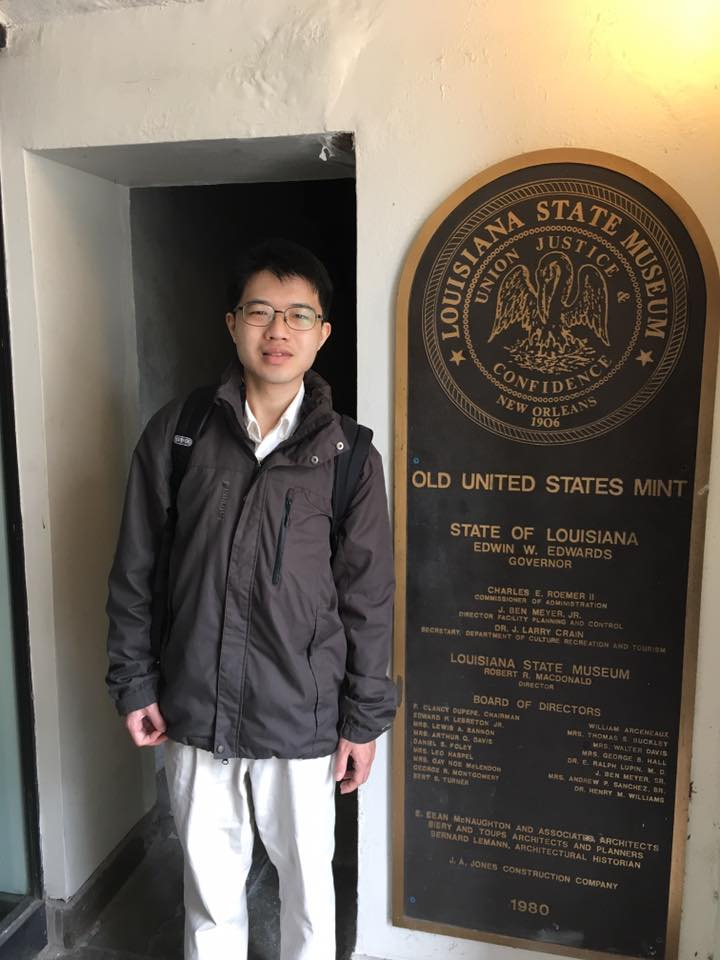 LOUISIANA STATE MUSEUM
UNION JUSTICE &
CONFIDENCE
NEW ORLEANS
1906
OLD UNITED STATES MINT
STATE OF LOUISIANA
EDWIN W. EDWARDS
GOVERNOR
CHARLES E. ROEMER II
COMMISSIONER OF ADMINISTRATION
J. BEN MEYER, JR.
DIRECTOR FACILITY PLANNING AND CONTROL
DR. J. LARRY CRAIN
SECRETARY, DEPARTMENT OF CULTURE RECREATION AND TOURISM
LOUISIANA STATE MUSEUM
ROBERT R. MACDONALD
DIRECTOR
BOARD OF DIRECTORS
F. CLANCY DUPEPE, CHAIRMAN
EDWARD F. LEBRETON JR.
MRS. LEWIS A. BANNON
MRS. ARTHUR Q. DAVIS
DANIEL S. FOLEY
MRS. LEO HASPEL
MRS. GAY NOE McLENDON
GEORGE R. MONTGOMERY
BERT S. TURNER
WILLIAM ARCENEAUX
MRS. THOMAS B. BUCKLEY
MRS. WALTER DAVIS
MRS. GEORGE B. HALL
DR. E. RALPH LUPIN, M. D.
J. BEN MEYER, SR.
MRS. ANDREW P. SANCHEZ, SR.
DR. HENRY M. WILLIAMS
E. EEAN McNAUGHTON AND ASSOCIATES, ARCHITECTS
BIERY AND TOUPS ARCHITECTS AND PLANNERS
BERNARD LEMANN, ARCHITECTURAL HISTORIAN
J. A. JONES CONSTRUCTION COMPANY
1980